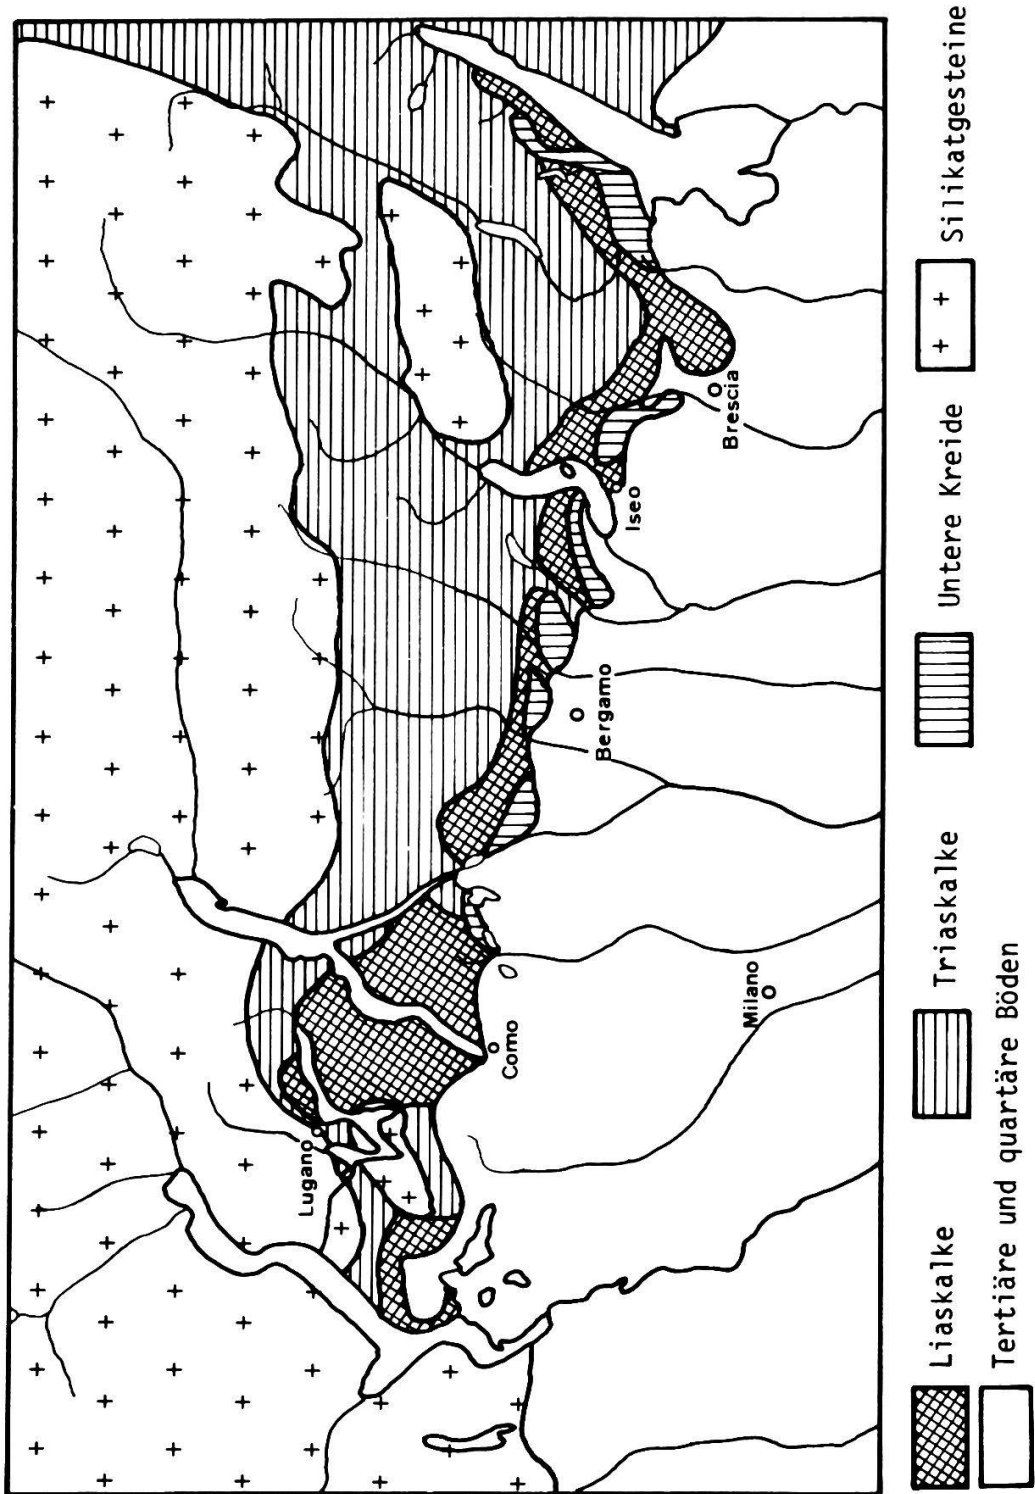 Lugano
Como
Milano
Bergamo
Iseo
Brescia
Liaskalke
Triaskalke
Untere Kreide
Silikatgesteine
Tertiäre und quartäre Böden